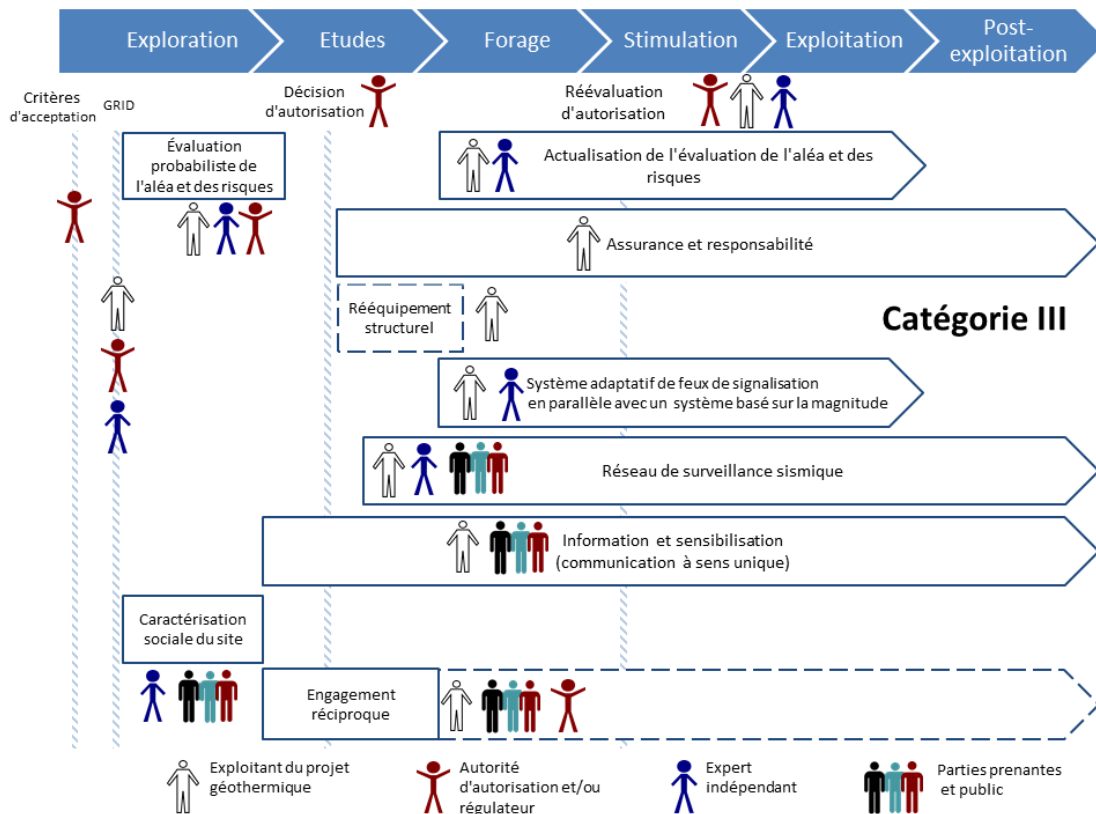 Exploration
Etudes
Forage
Stimulation
Exploitation
Post-
exploitation
Critères
d'acceptation
GRID
Décision
d'autorisation
Réévaluation
d'autorisation
Évaluation
probabiliste de
l'aléa et des
risques
Actualisation de l'évaluation de l'aléa et des
risques
Assurance et responsabilité
Rééquipement
structurel
Catégorie III
Système adaptatif de feux de signalisation
en parallèle avec un système basé sur la magnitude
Réseau de surveillance sismique
Information et sensibilisation
(communication à sens unique)
Caractérisation
sociale du site
Engagement
réciproque
Exploitant du projet
géothermique
Autorité
d'autorisation et/ou
régulateur
Expert
indépendant
Parties prenantes
et public